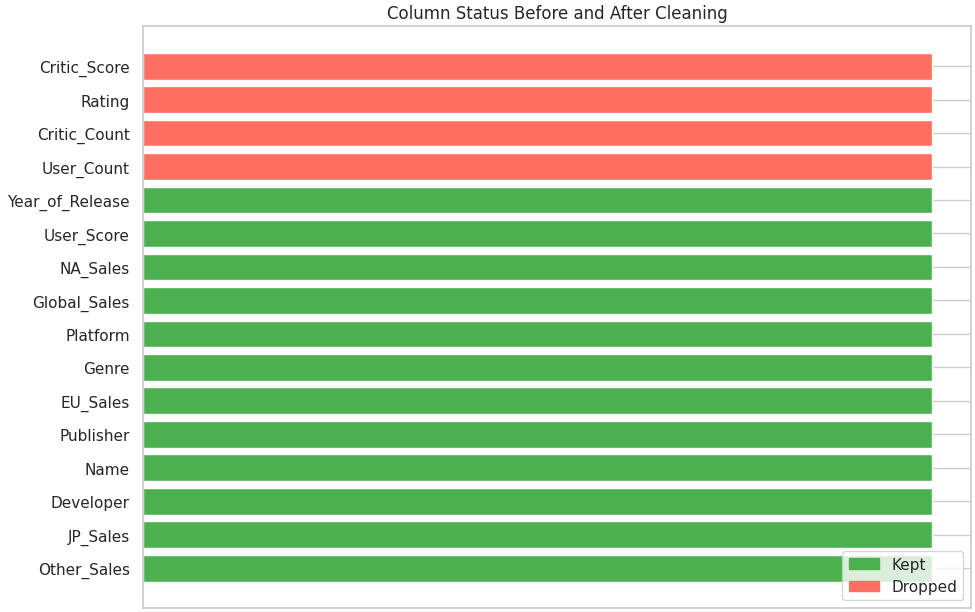 Column Status Before and After Cleaning
Critic_Score
Rating
Critic_Count
User_Count
Year_of_Release
User_Score
NA_Sales
Global_Sales
Platform
Genre
EU_Sales
Publisher
Name
Developer
JP_Sales
Other_Sales
Kept
Dropped